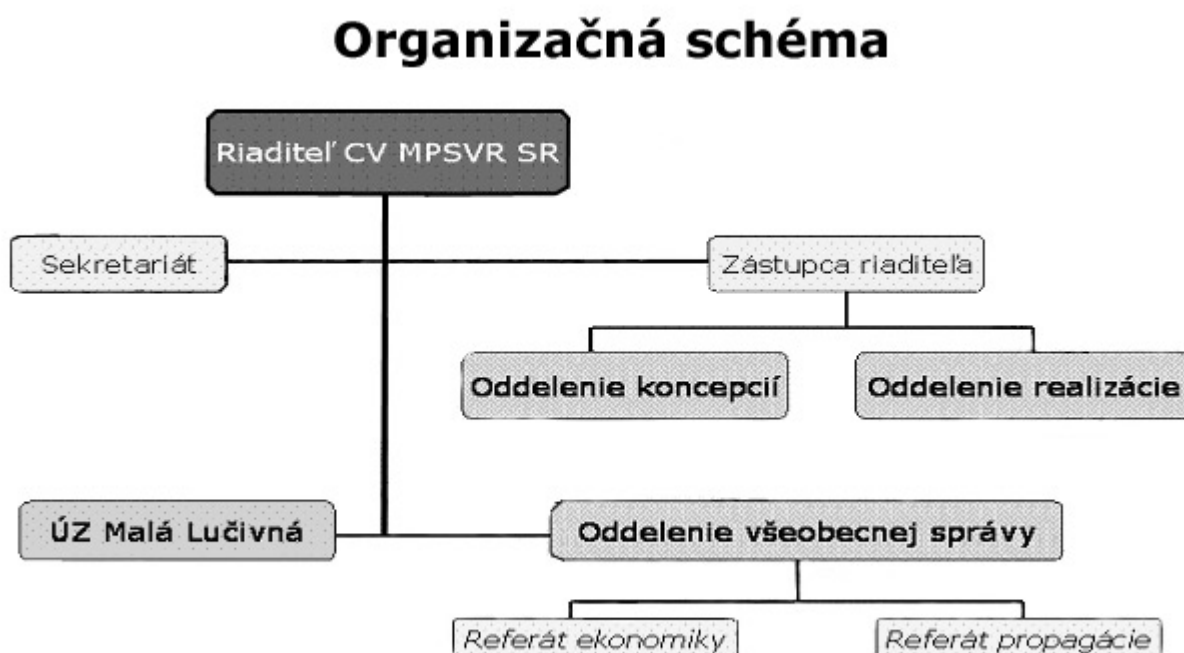 Organizačná schéma
Riaditeľ CV MPSVR SR
Sekretariát
Zástupca riaditeľa
Oddelenie koncepcií
Oddelenie realizácie
ÚZ Malá Lučivná
Oddelenie všeobecnej správy
Referát ekonomiky
Referát propagácie